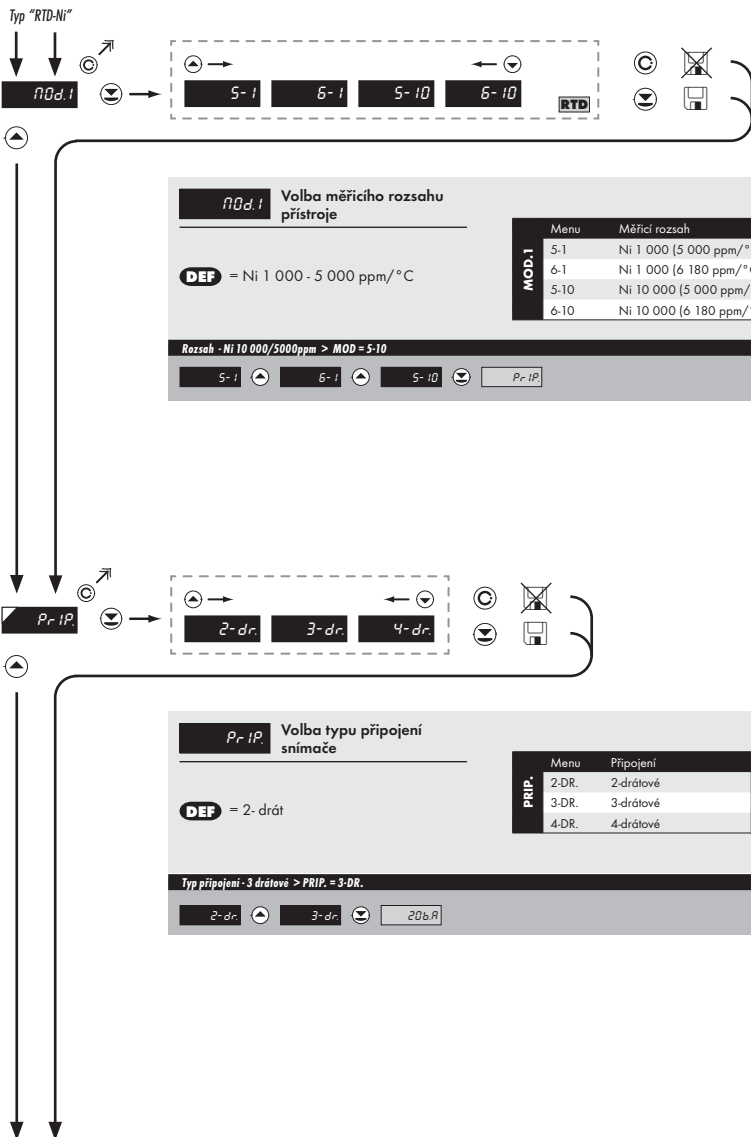 Typ "RTD-Ni"
MOd.1
5-1 6-1 5-10 6-10
RTD
MOd.1 Volba měřicího rozsahu
přístroje
DEF = Ni 1 000 - 5 000 ppm/°C
MOD.1
Menu Měřicí rozsah
5-1 Ni 1 000 (5 000 ppm/°
6-1 Ni 1 000 (6 180 ppm/°C
5-10 Ni 10 000 (5 000 ppm/
6-10 Ni 10 000 (6 180 ppm/
Rozsah - Ni 10 000/5000ppm > MOD = 5-10
5-1 6-1 5-10 PrIP.
PrIP.
2-dr. 3-dr. 4-dr.
PrIP. Volba typu připojení
snímače
DEF = 2- drát
PRIP.
Menu Připojení
2-DR. 2-drátové
3-DR. 3-drátové
4-DR. 4-drátové
Typ připojení - 3 drátové > PRIP. = 3-DR.
2-dr. 3-dr. ZOb.A